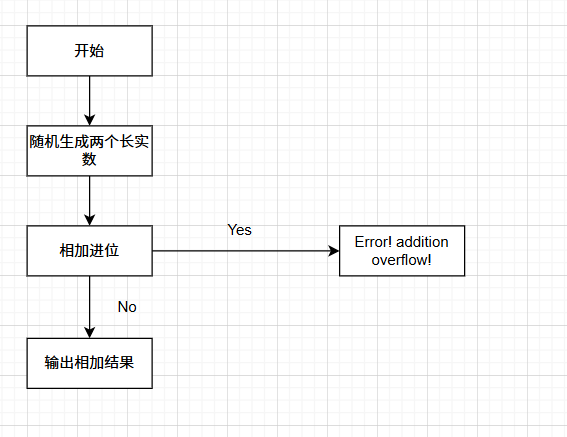 开始
随机生成两个长实
数
相加进位
Yes
Error! addition
overflow!
No
输出相加结果